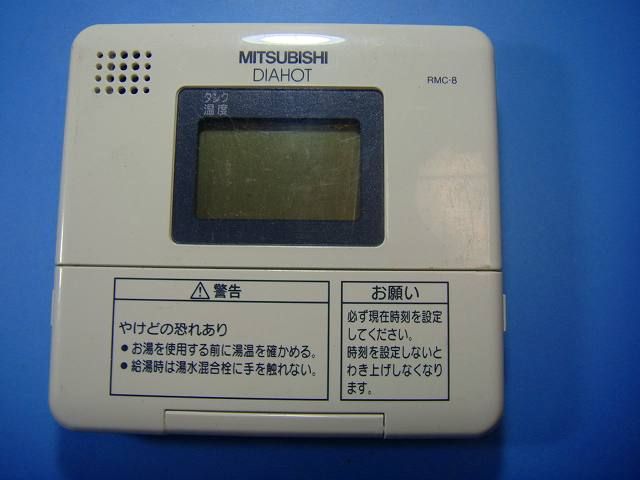 MITSUBISHI
DIAHOT
RMC-8
タンク
温度
警告
やけどの恐れあり
●お湯を使用する前に湯温を確かめる。
●給湯時は湯水混合栓に手を触れない。
お願い
必ず現在時刻を設定
してください。
時刻を設定しないと
わき上げしなくなり
ます。